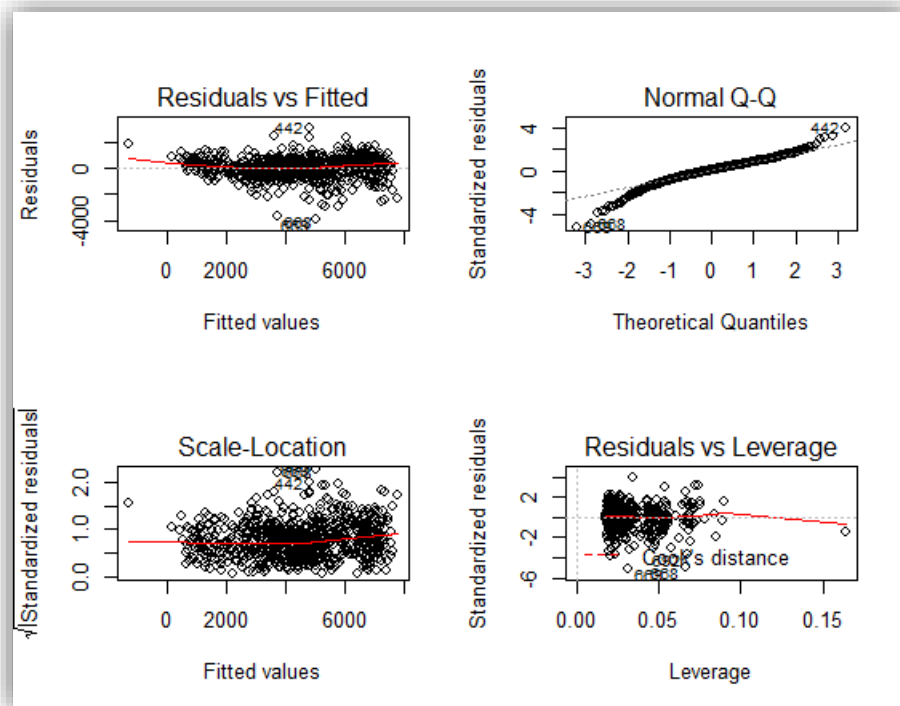 Residuals vs Fitted
Residuals
442
0
-4000
0 2000 6000
Fitted values
Normal Q-Q
Standardized residuals
442
4
0
-4
668
-3 -2 -1 0 1 2 3
Theoretical Quantiles
Scale-Location
√|Standardized residuals|
442
2.0
1.0
0.0
0 2000 6000
Fitted values
Residuals vs Leverage
Standardized residuals
2
-2
-6
Cook's distance
668
0.00 0.05 0.10 0.15
Leverage